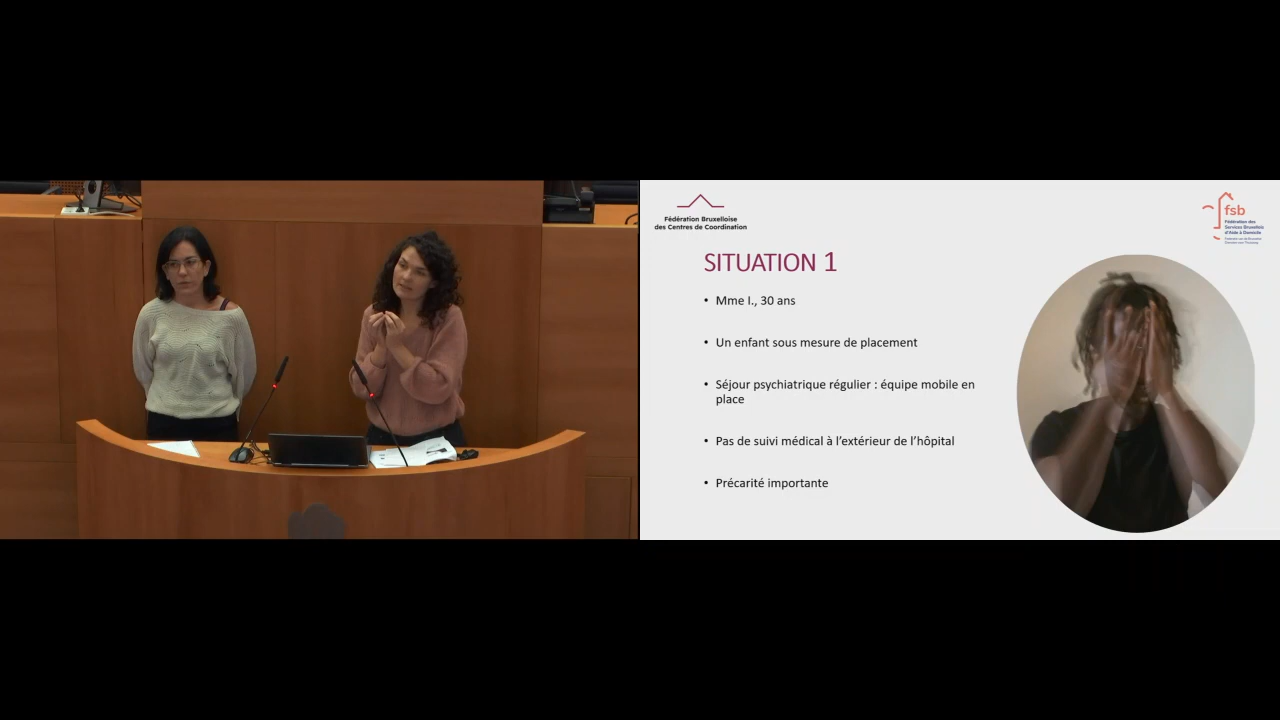 Fédération Bruxelloise
des Centres de Coordination
fsb
Fédération des
Services Bruxellois
d'Aide à Domicile
SITUATION 1
• Mme I., 30 ans
• Un enfant sous mesure de placement
• Séjour psychiatrique régulier : équipe mobile en
place
• Pas de suivi médical à l'extérieur de l'hôpital
• Précarité importante